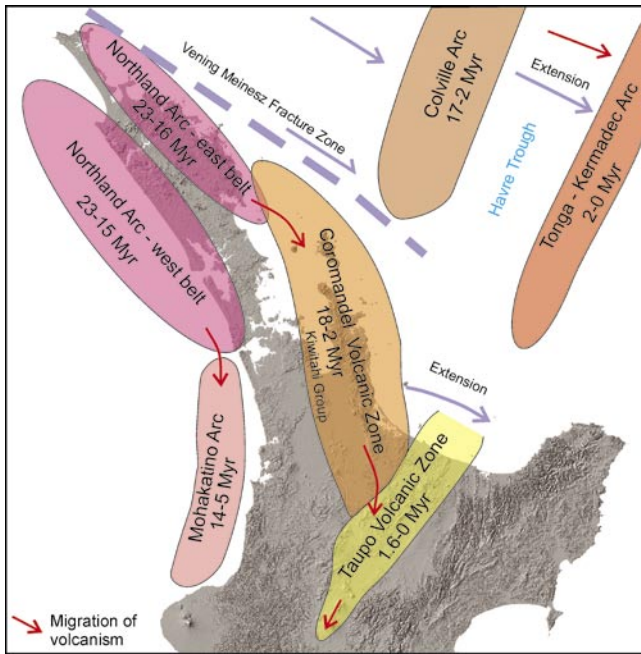 Northland Arc - east belt
23-16 Myr
Vening Meinesz Fracture Zone
Colville Arc
17-2 Myr
Extension
Havre Trough
Tonga - Kermadec Arc
2-0 Myr
Northland Arc - west belt
23-15 Myr
Coromandel Volcanic Zone
18-2 Myr
Kiwitahi Group
Extension
Mohakatino Arc
14-5 Myr
Taupo Volcanic Zone
1.6-0 Myr
Migration of
volcanism